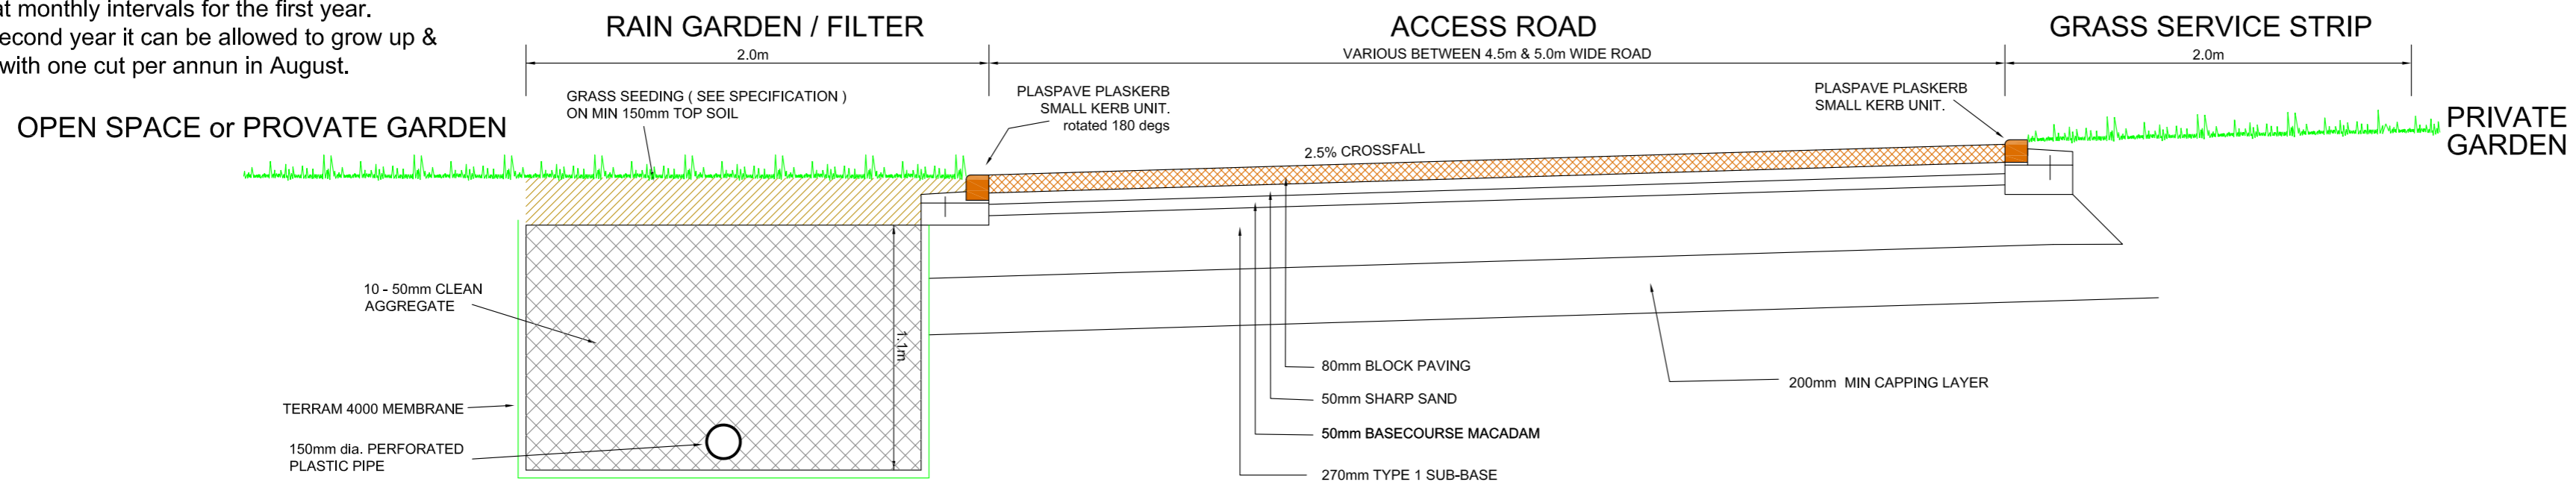 at monthly intervals for the first year.
second year it can be allowed to grow up &
with one cut per annun in August.
RAIN GARDEN / FILTER
2.0m
ACCESS ROAD
VARIOUS BETWEEN 4.5m & 5.0m WIDE ROAD
GRASS SERVICE STRIP
2.0m
OPEN SPACE or PROVATE GARDEN
GRASS SEEDING ( SEE SPECIFICATION )
ON MIN 150mm TOP SOIL
PLASPAVE PLASKERB
SMALL KERB UNIT.
rotated 180 degs
2.5% CROSSFALL
PLASPAVE PLASKERB
SMALL KERB UNIT.
PRIVATE
GARDEN
10 - 50mm CLEAN
AGGREGATE
1.1m
TERRAM 4000 MEMBRANE
150mm dia. PERFORATED
PLASTIC PIPE
80mm BLOCK PAVING
50mm SHARP SAND
50mm BASECOURSE MACADAM
270mm TYPE 1 SUB-BASE
200mm MIN CAPPING LAYER